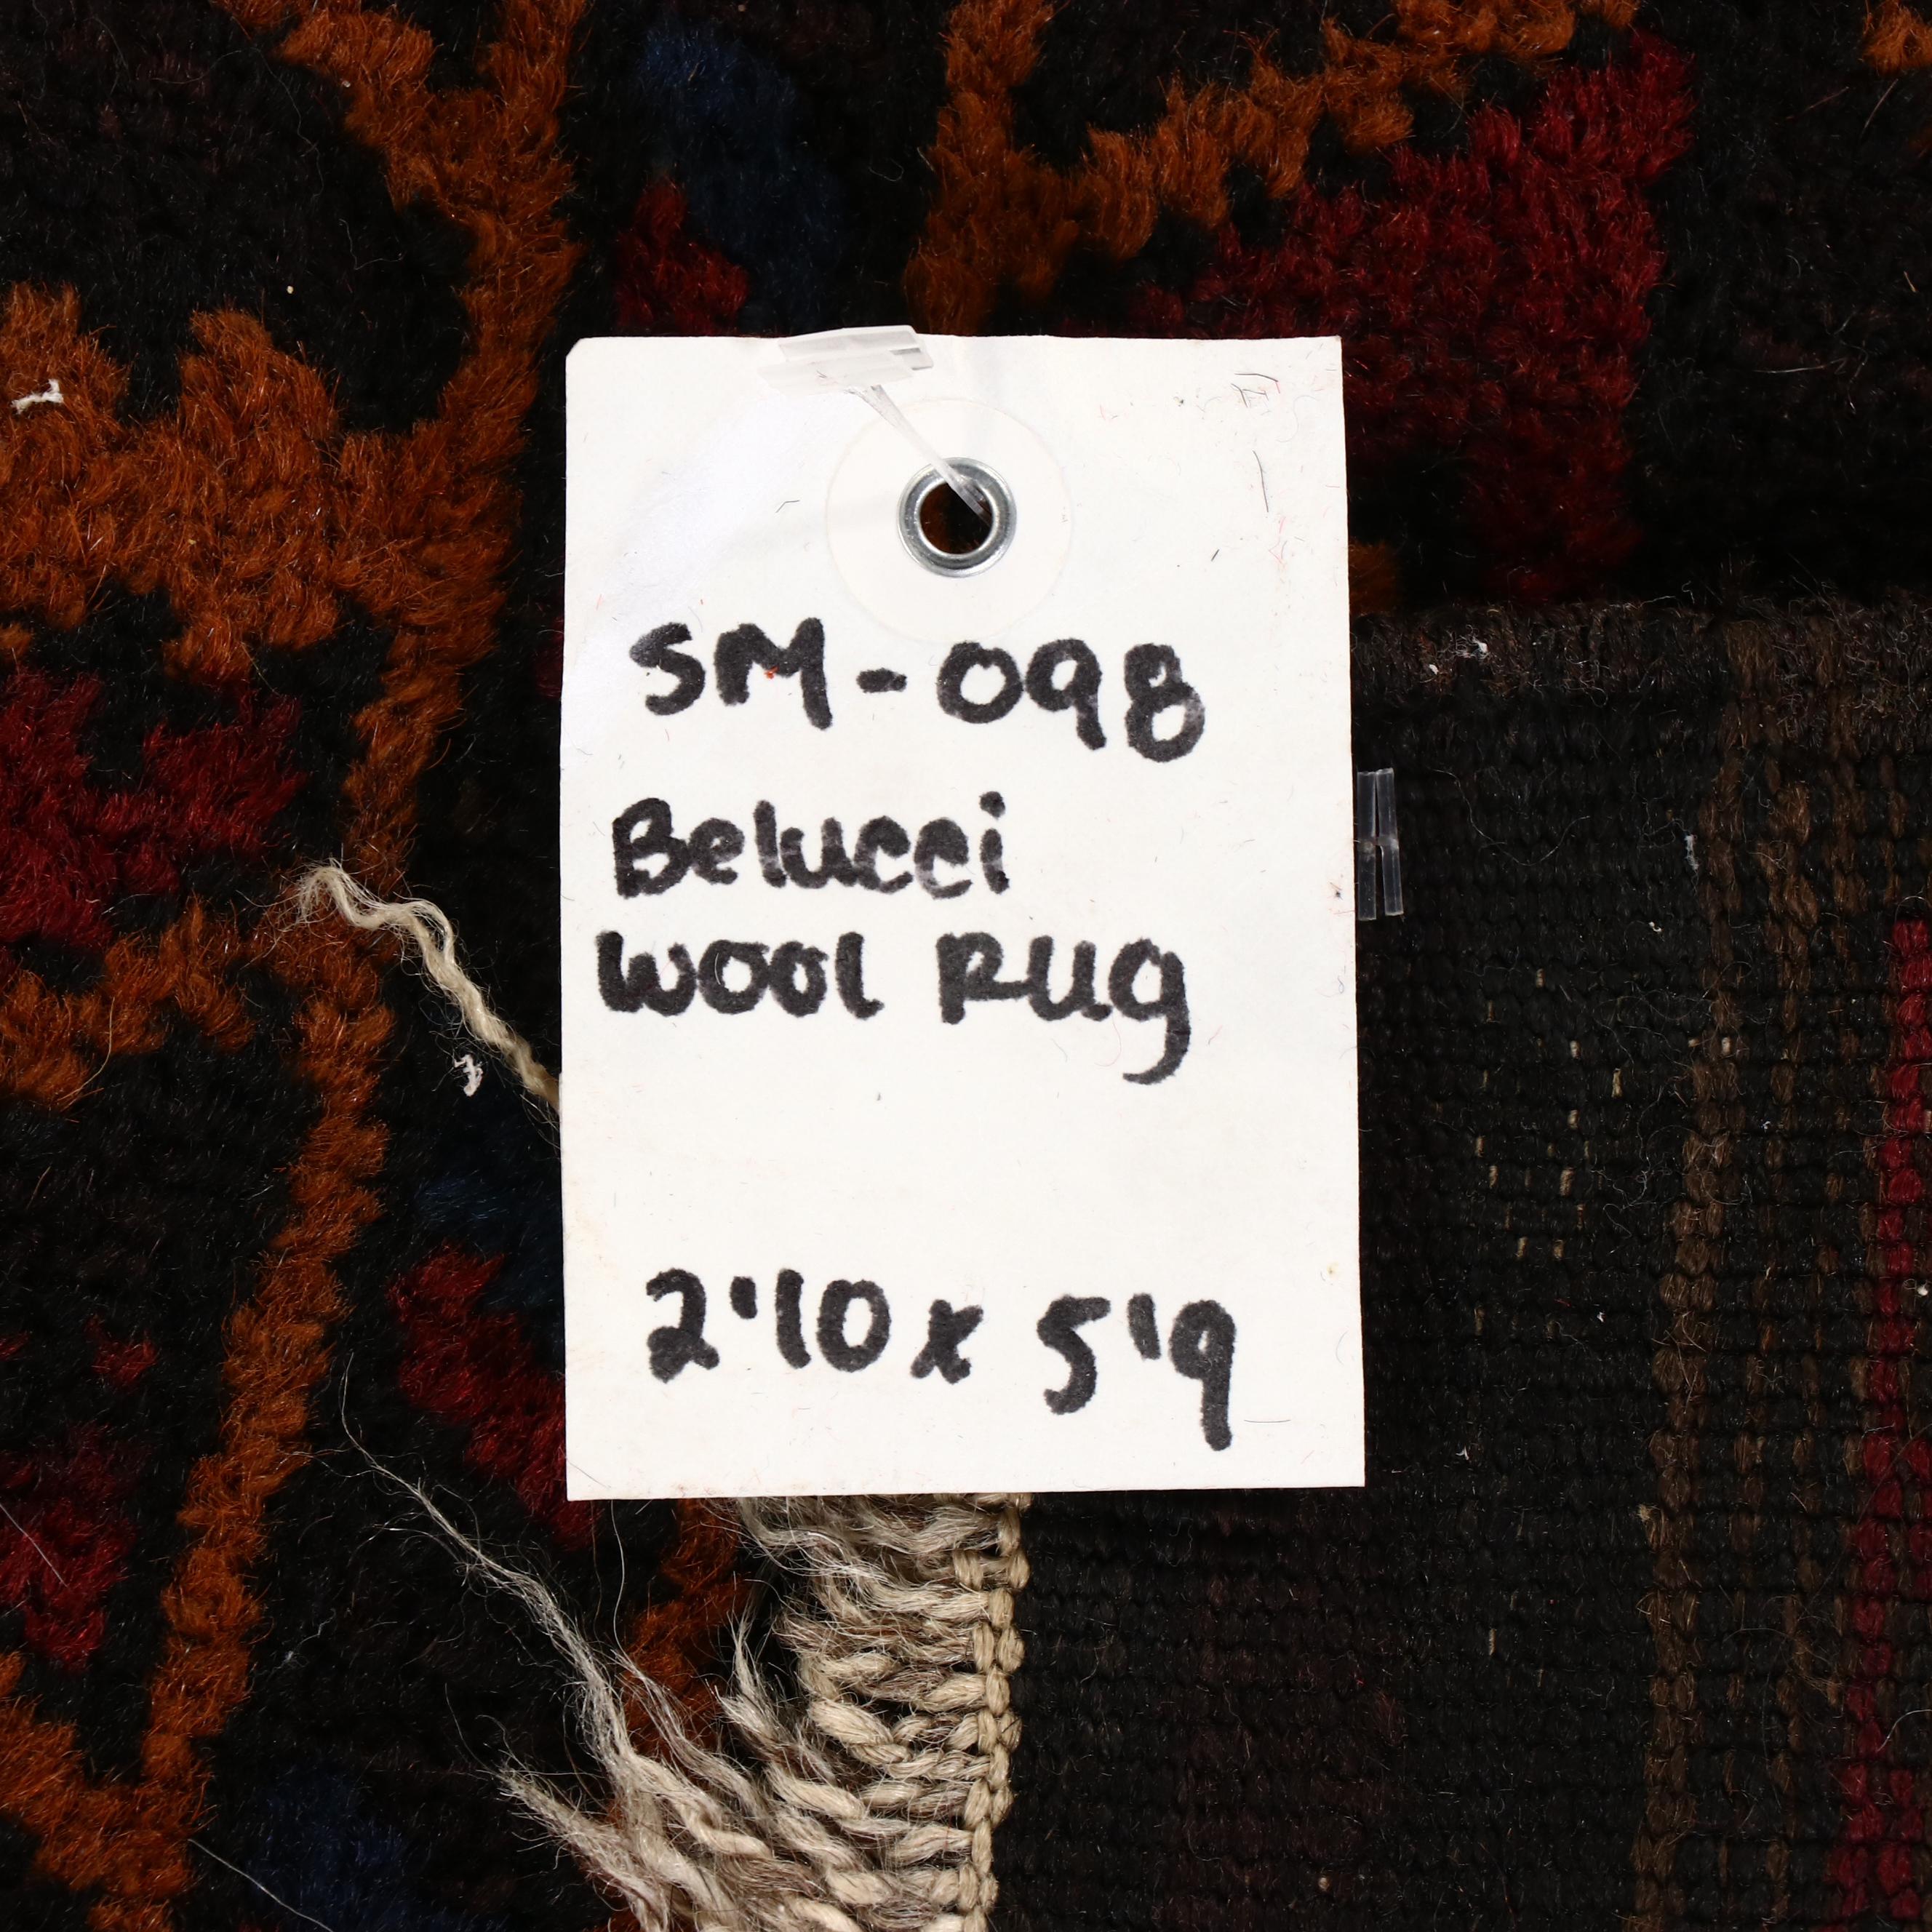 SM-098
Belucci
wool Rug
2'10 x 5'9